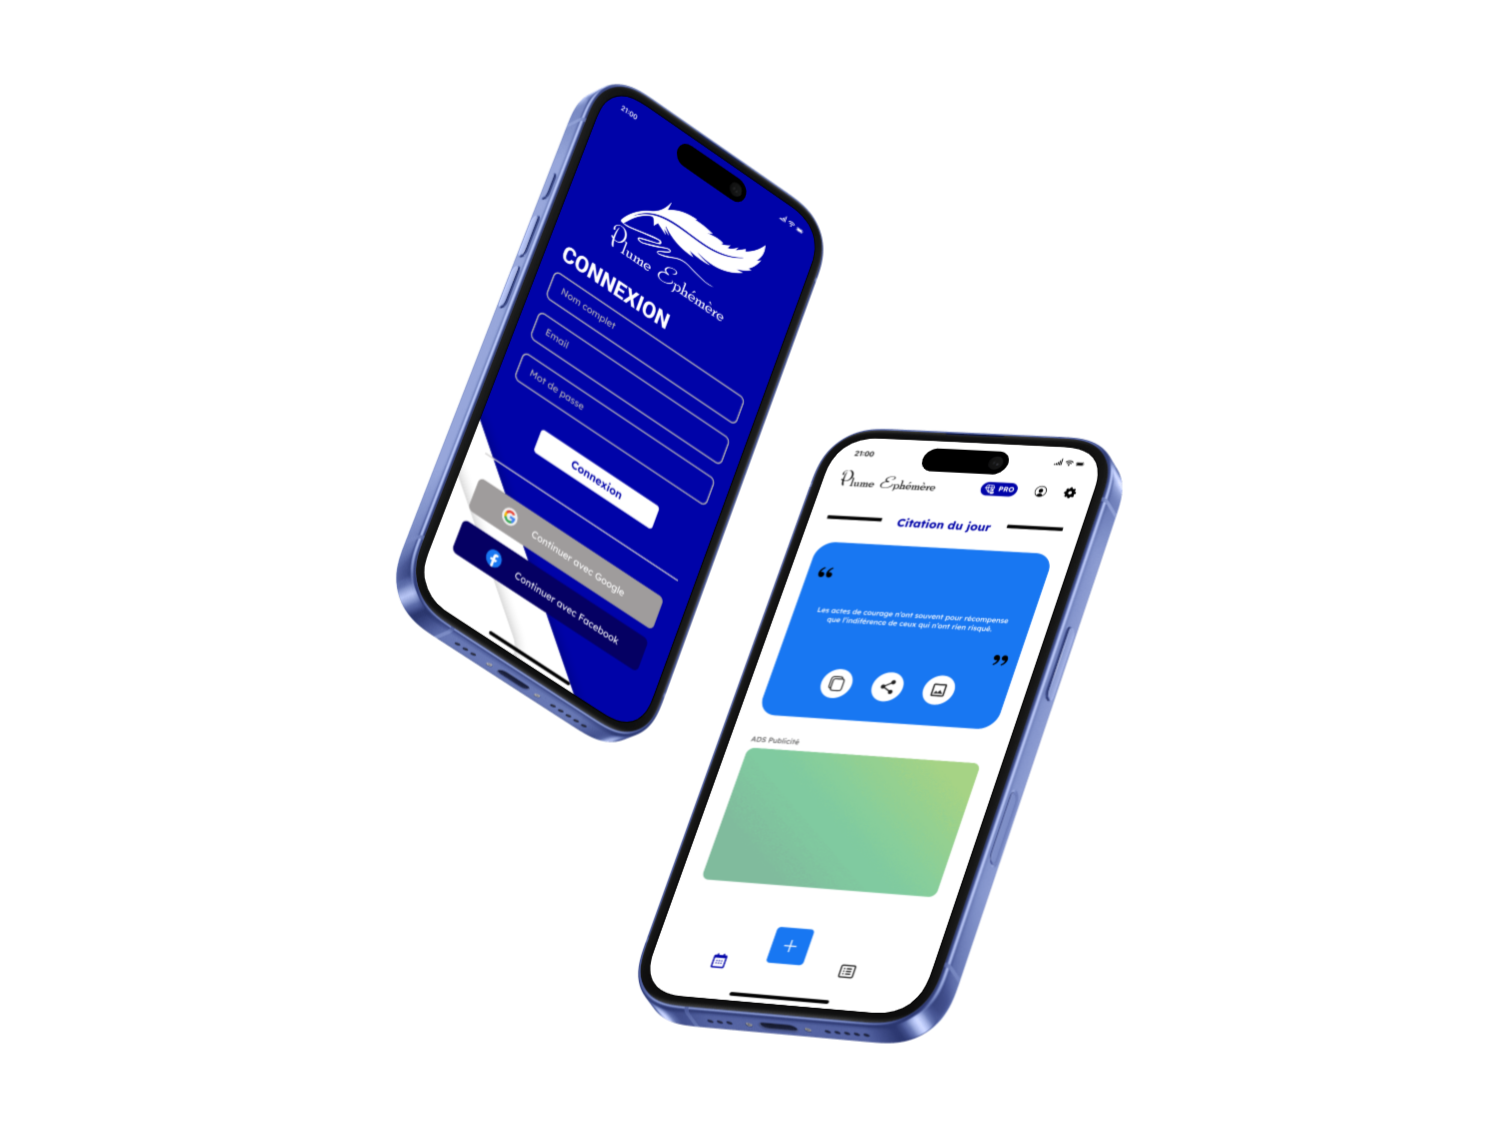 21:00
Plume Ephémère
CONNEXION
Nom complet
Email
Mot de passe
Connexion
Continuer avec Google
Continuer avec Facebook
21:00
Plume Ephémère
PRO
Citation du jour
“
Les actes de courage n'ont souvent pour récompense
que l'indiférence de ceux qui n'ont rien risqué.
”
ADS Publicité